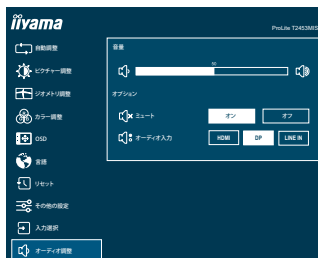 iiyama
ProLite T2453MIS
自動調整
ピクチャー調整
ジオメトリ調整
カラー調整
OSD
言語
リセット
その他の設定
入力選択
オーディオ調整
音量
50
オプション
ミュート
オン
オフ
オーディオ入力
HDMI
DP
LINE IN